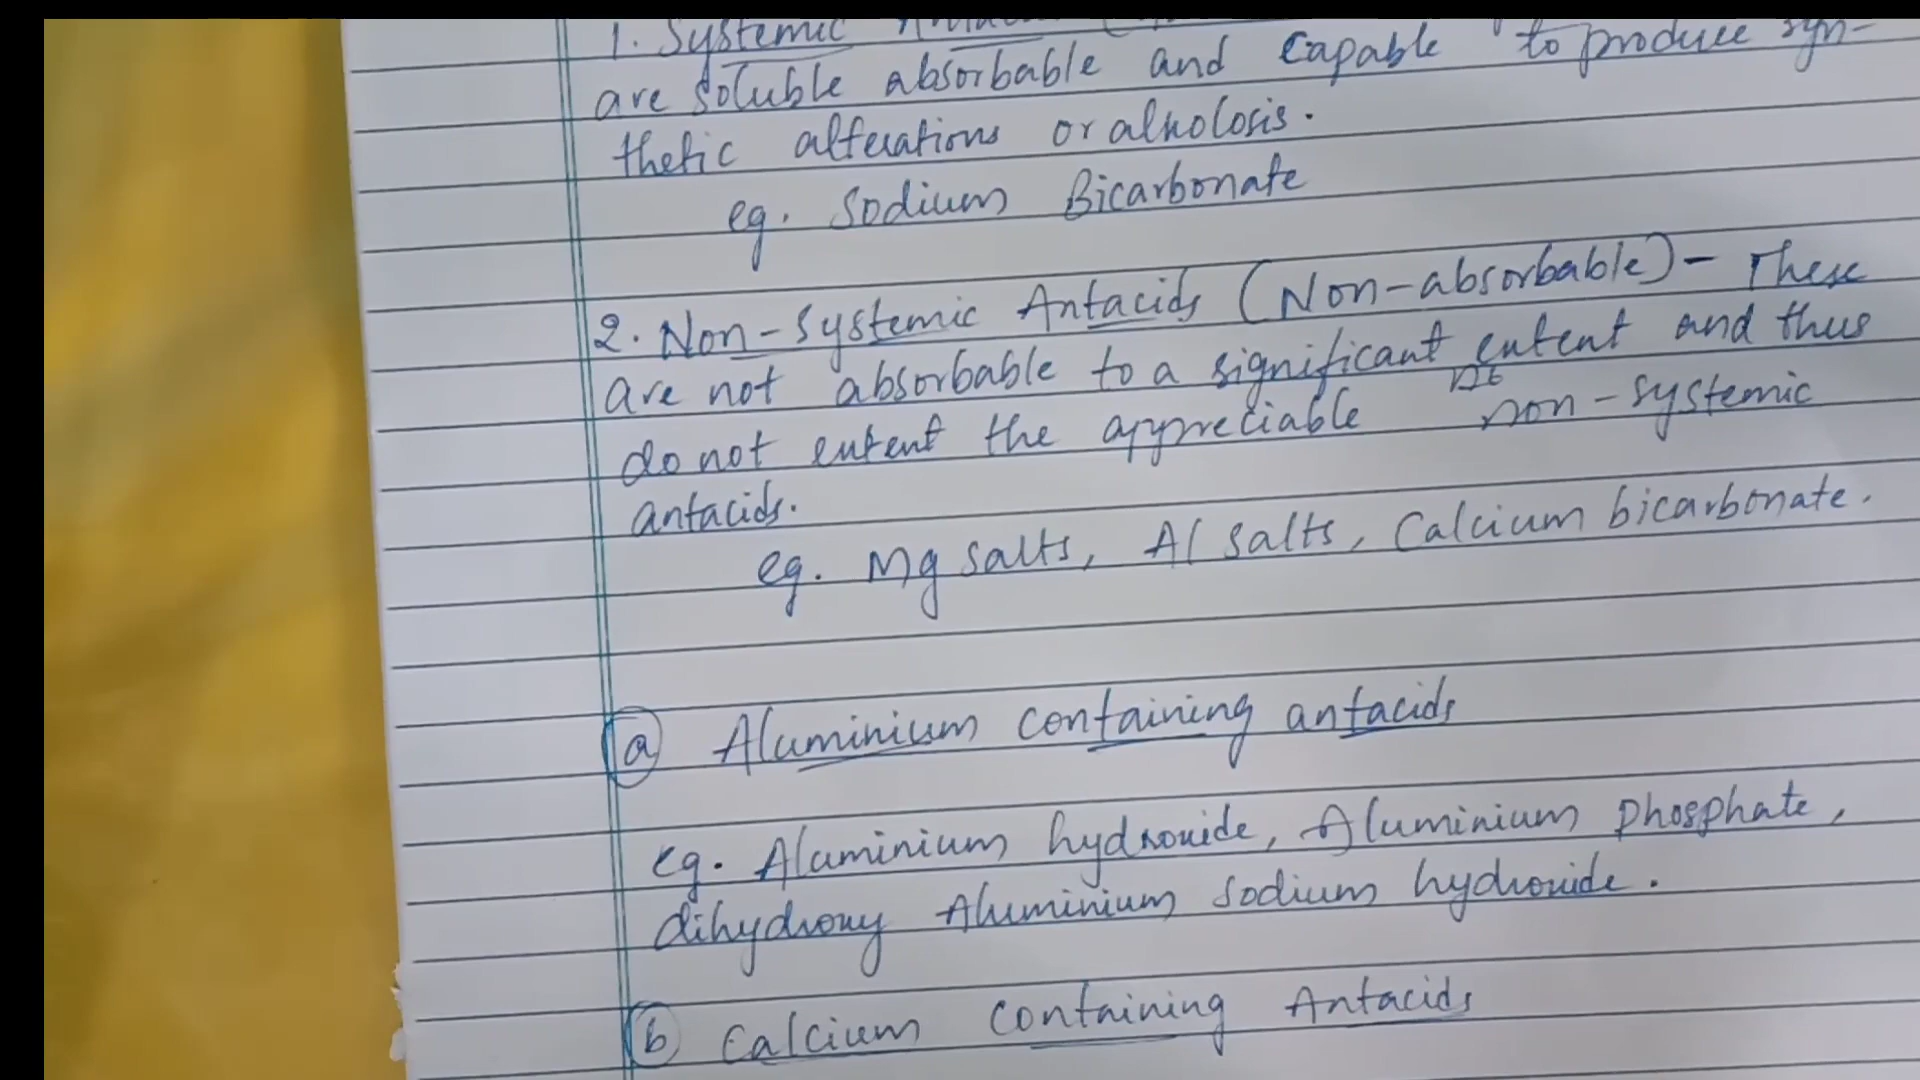 1. Systemic
are soluble absorbable and capable to produce syn-
thetic alterations or alkolosis.
eg. Sodium Bicarbonate
2. Non-Systemic Antacids (Non-absorbable) - These
are not absorbable to a significant extent and thus
do not extent the appreciable non-systemic
antacids.
eg. Mg salts, Al salts, Calcium bicarbonate.
a Aluminium containing antacids
eg. Aluminium hydroxide, Aluminium phosphate,
dihydroxy Aluminium sodium hydroxide.
b Calcium containing Antacids